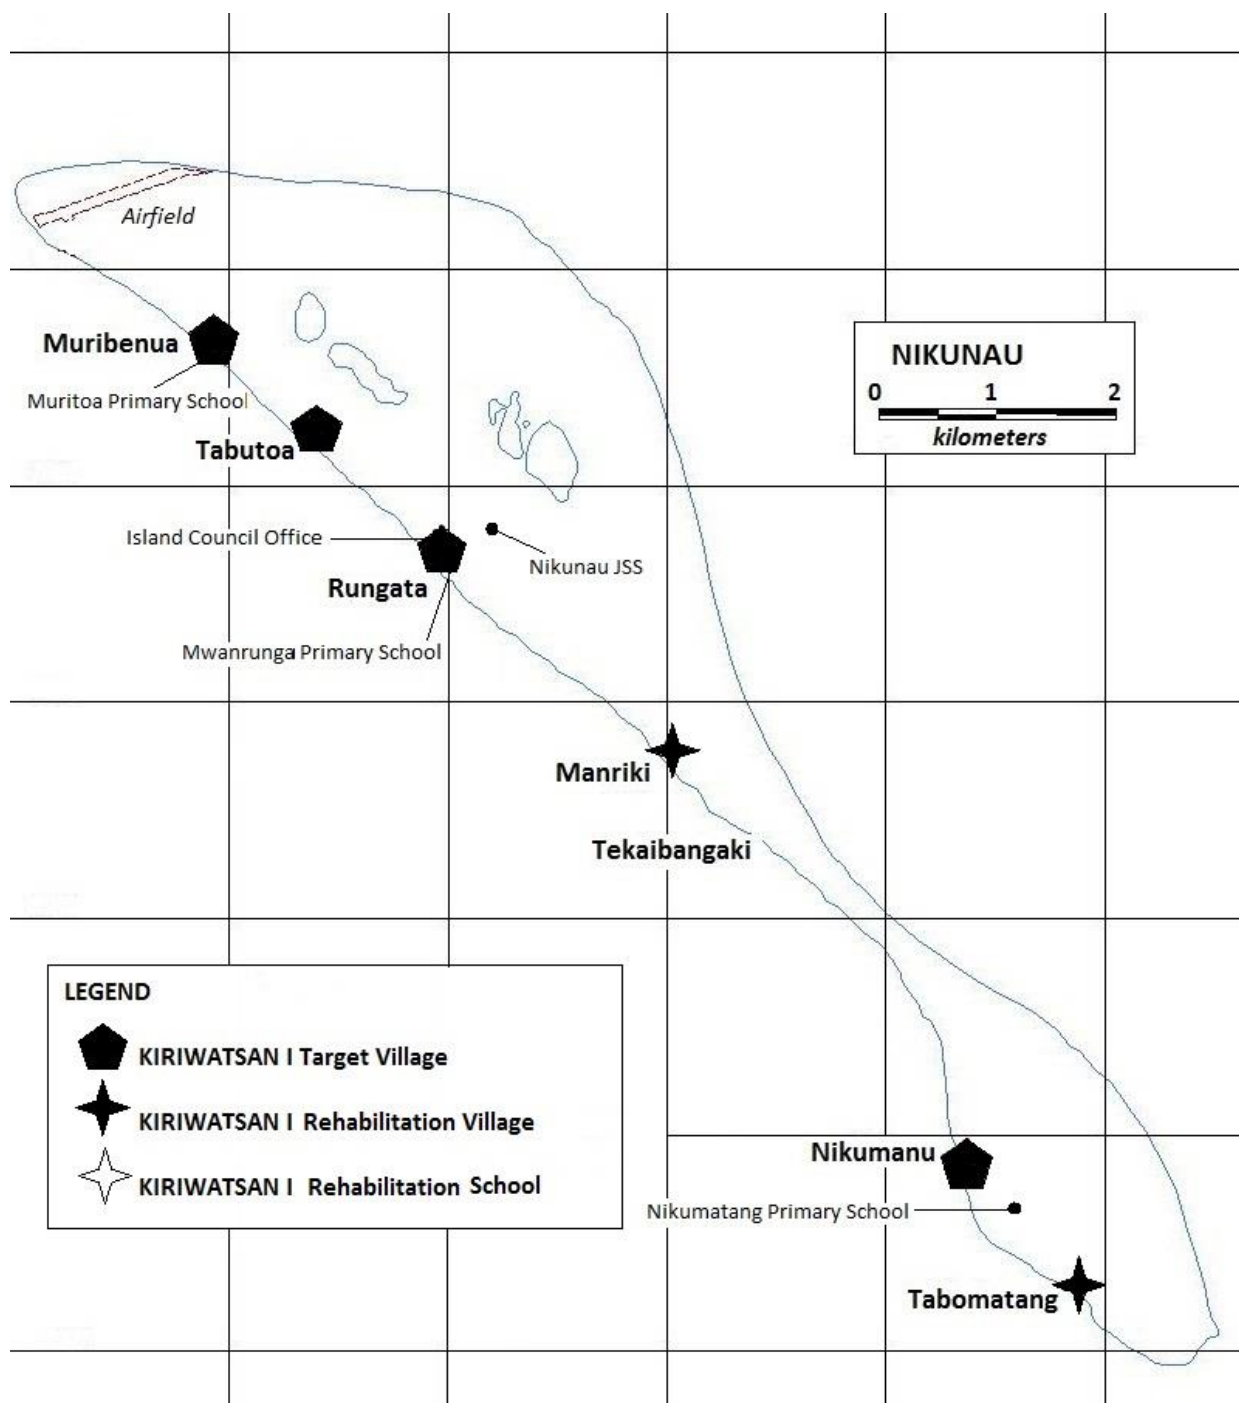 Airfield
Muribenua
Muritoa Primary School
Tabutoa
NIKUNAU
0 1 2
kilometers
Island Council Office
Nikunau JSS
Rungata
Mwanrunga Primary School
Manriki
Tekaibangaki
LEGEND
KIRIWATSAN I Target Village
KIRIWATSAN I Rehabilitation Village
KIRIWATSAN I Rehabilitation School
Nikumanu
Nikumatang Primary School
Tabomatang